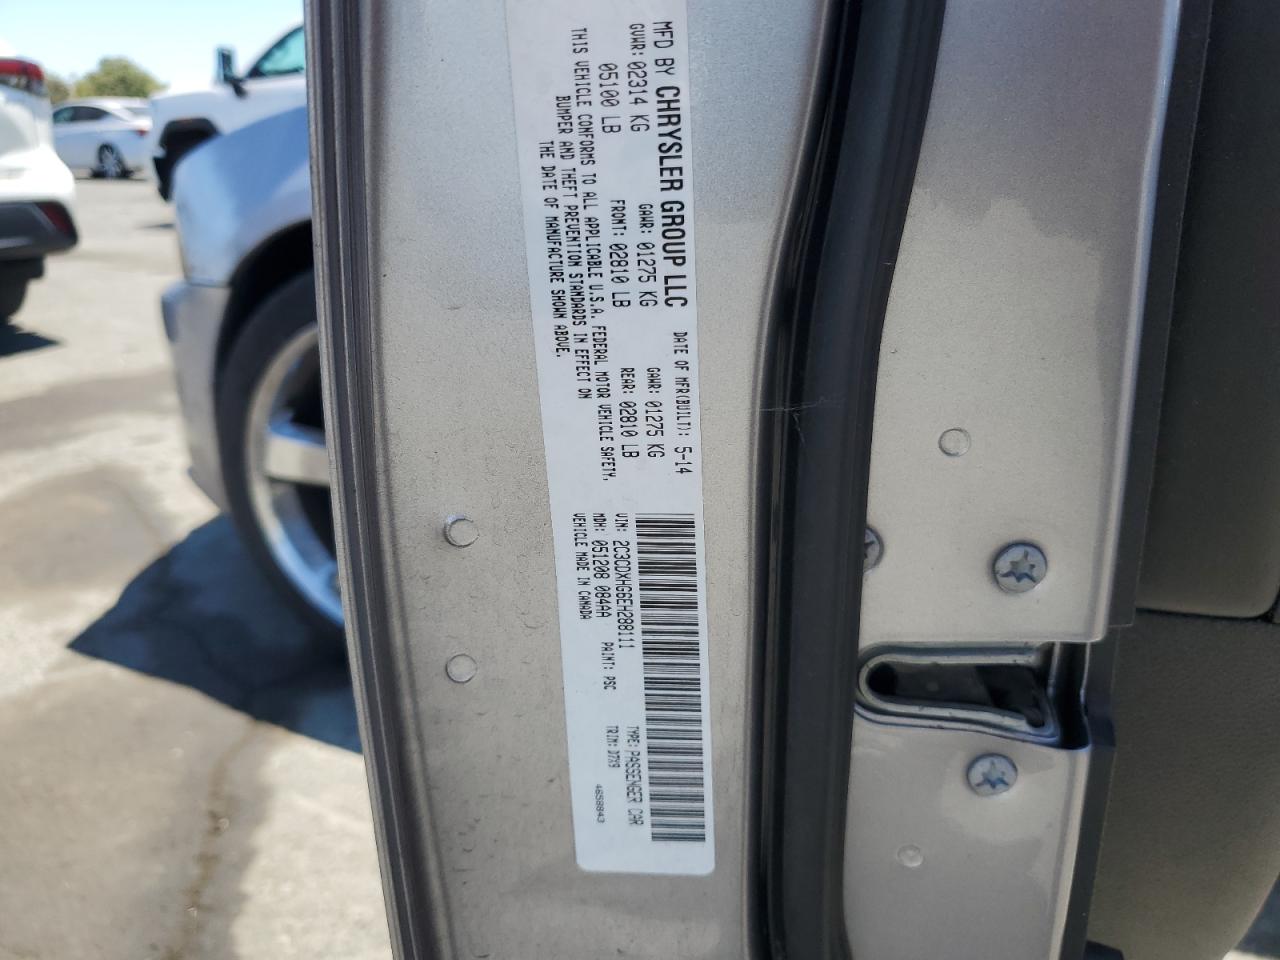 MFD BY CHRYSLER GROUP LLC DATE OF MFR(BUILT): 5-14
GVWR: 02314 KG GAWR: 01275 KG GAWR: 01275 KG
05100 LB FRONT: 02810 LB REAR: 02810 LB
THIS VEHICLE CONFORMS TO ALL APPLICABLE U.S.A. FEDERAL MOTOR VEHICLE SAFETY,
BUMPER AND THEFT PREVENTION STANDARDS IN EFFECT ON
THE DATE OF MANUFACTURE SHOWN ABOVE.
VIN: 2C3CDXHG6EH288111 TYPE: PASSENGER CAR
MDH: 051208 084AA PAINT: PSC TRIM: D7X9
VEHICLE MADE IN CANADA 4658843